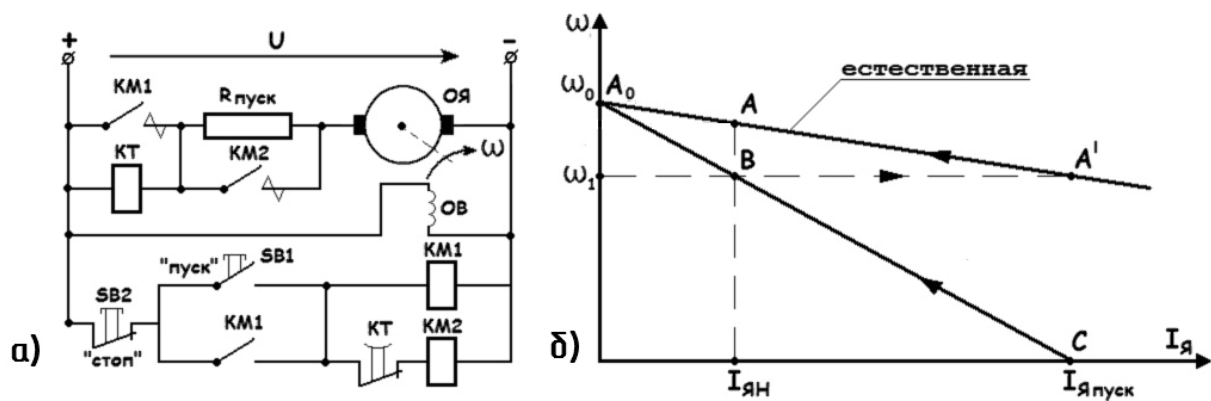 +
U
-
KM1
Rпуск
ОЯ
KT
KM2
ω
ОВ
"пуск"
SB1
KM1
SB2
KM1
KT
KM2
"стоп"
а)
ω
естественная
ω₀
A₀
A
A'
ω₁
B
C
Iя
Iян
Iяпуск
б)